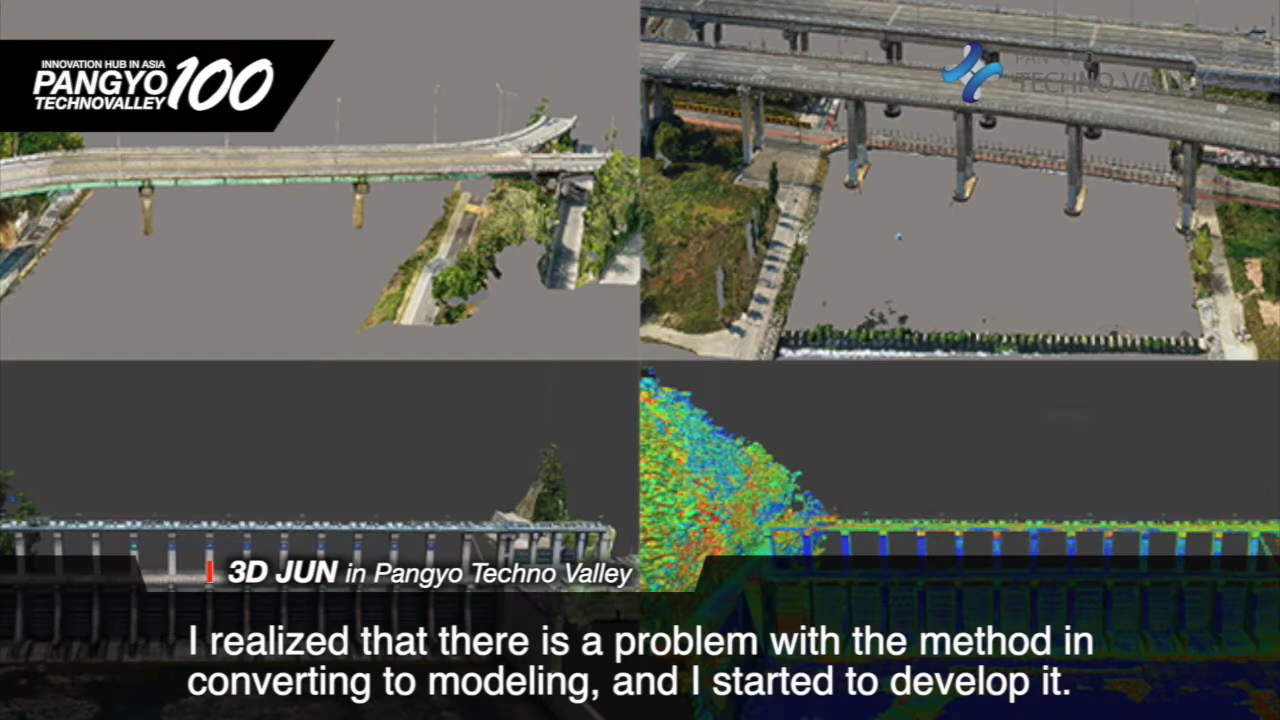 INNOVATION HUB IN ASIA
PANGYO 100
TECHNOVALLEY
TECHNO VALLEY
3D JUN in Pangyo Techno Valley
I realized that there is a problem with the method in
converting to modeling, and I started to develop it.